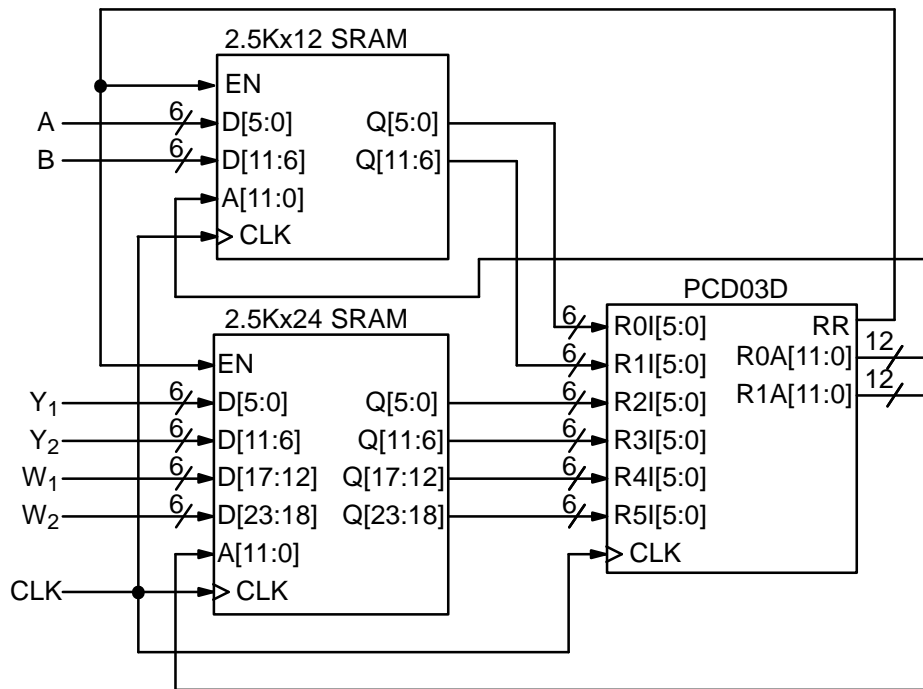 2.5Kx12 SRAM
EN
A 6 D[5:0] Q[5:0]
B 6 D[11:6] Q[11:6]
A[11:0]
CLK
PCD03D
2.5Kx24 SRAM
6 R0I[5:0] RR
EN
6 R1I[5:0] R0A[11:0] 12
Y1 6 D[5:0] Q[5:0] 6 R2I[5:0] R1A[11:0] 12
Y2 6 D[11:6] Q[11:6] 6 R3I[5:0]
W1 6 D[17:12] Q[17:12] 6 R4I[5:0]
W2 6 D[23:18] Q[23:18] 6 R5I[5:0]
A[11:0] CLK
CLK CLK